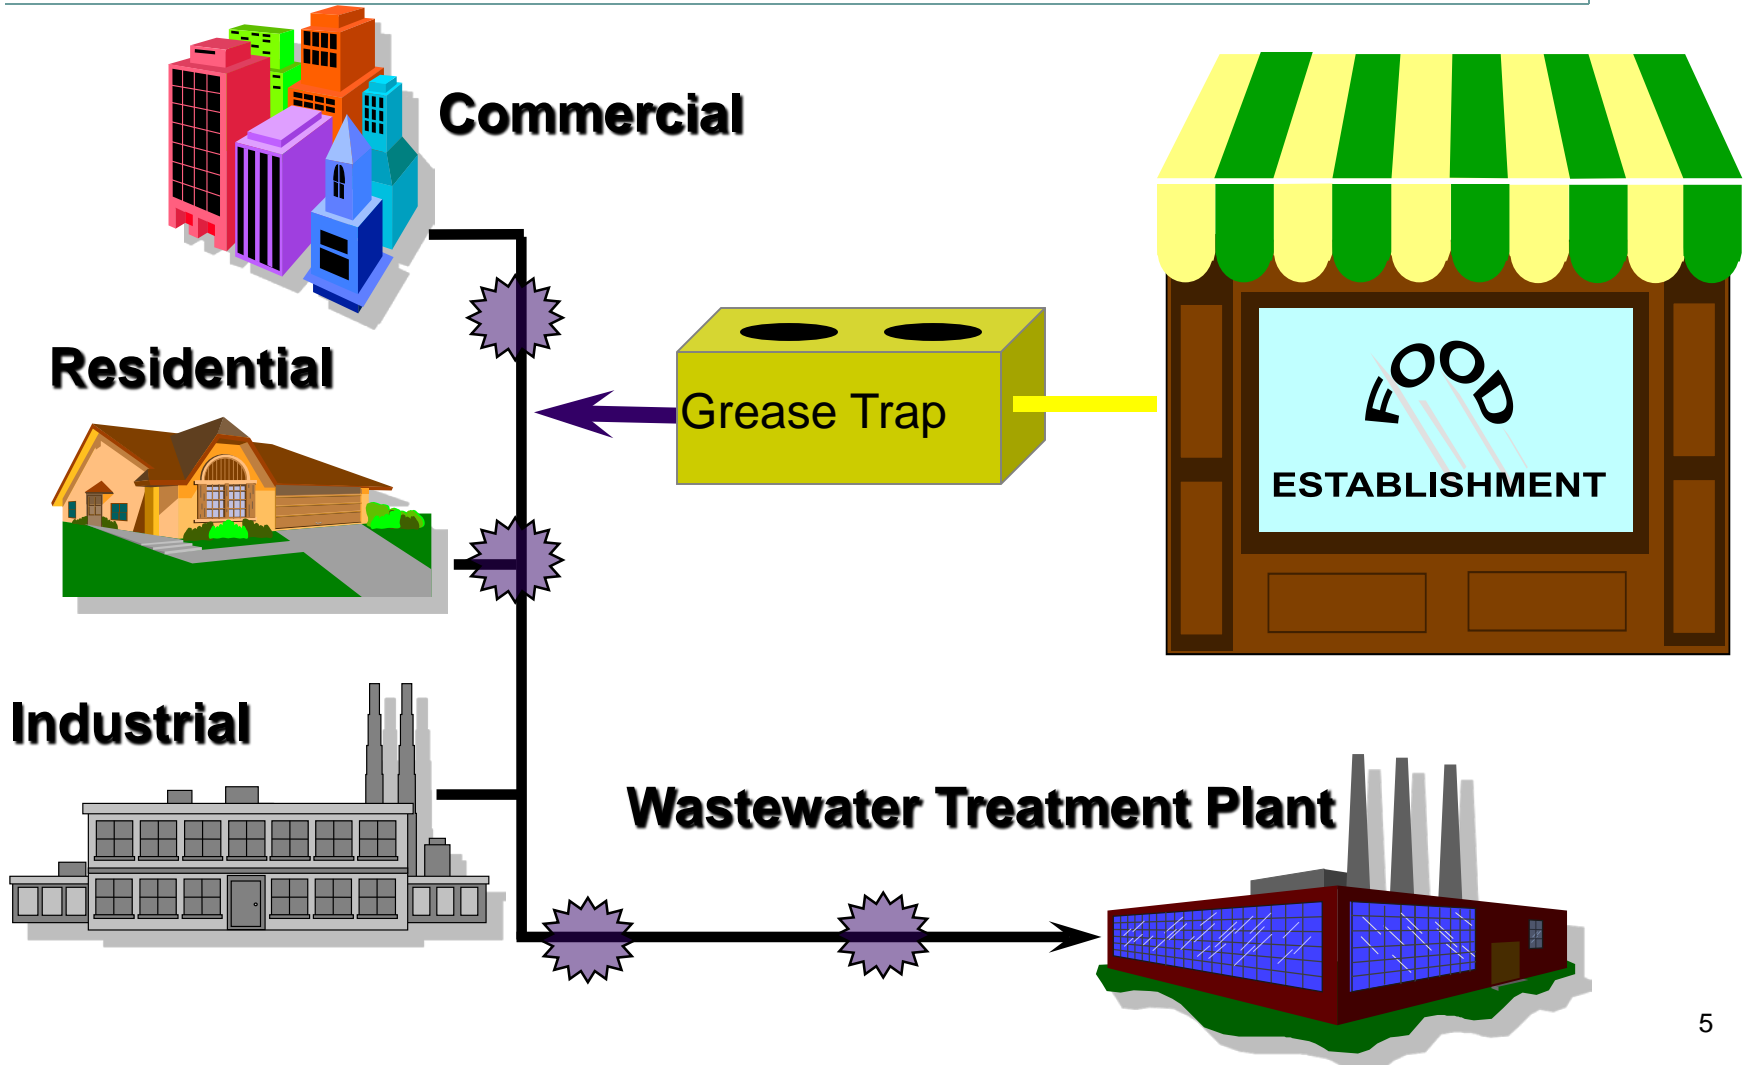 Commercial
Residential
Grease Trap
FOOD
ESTABLISHMENT
Industrial
Wastewater Treatment Plant
5